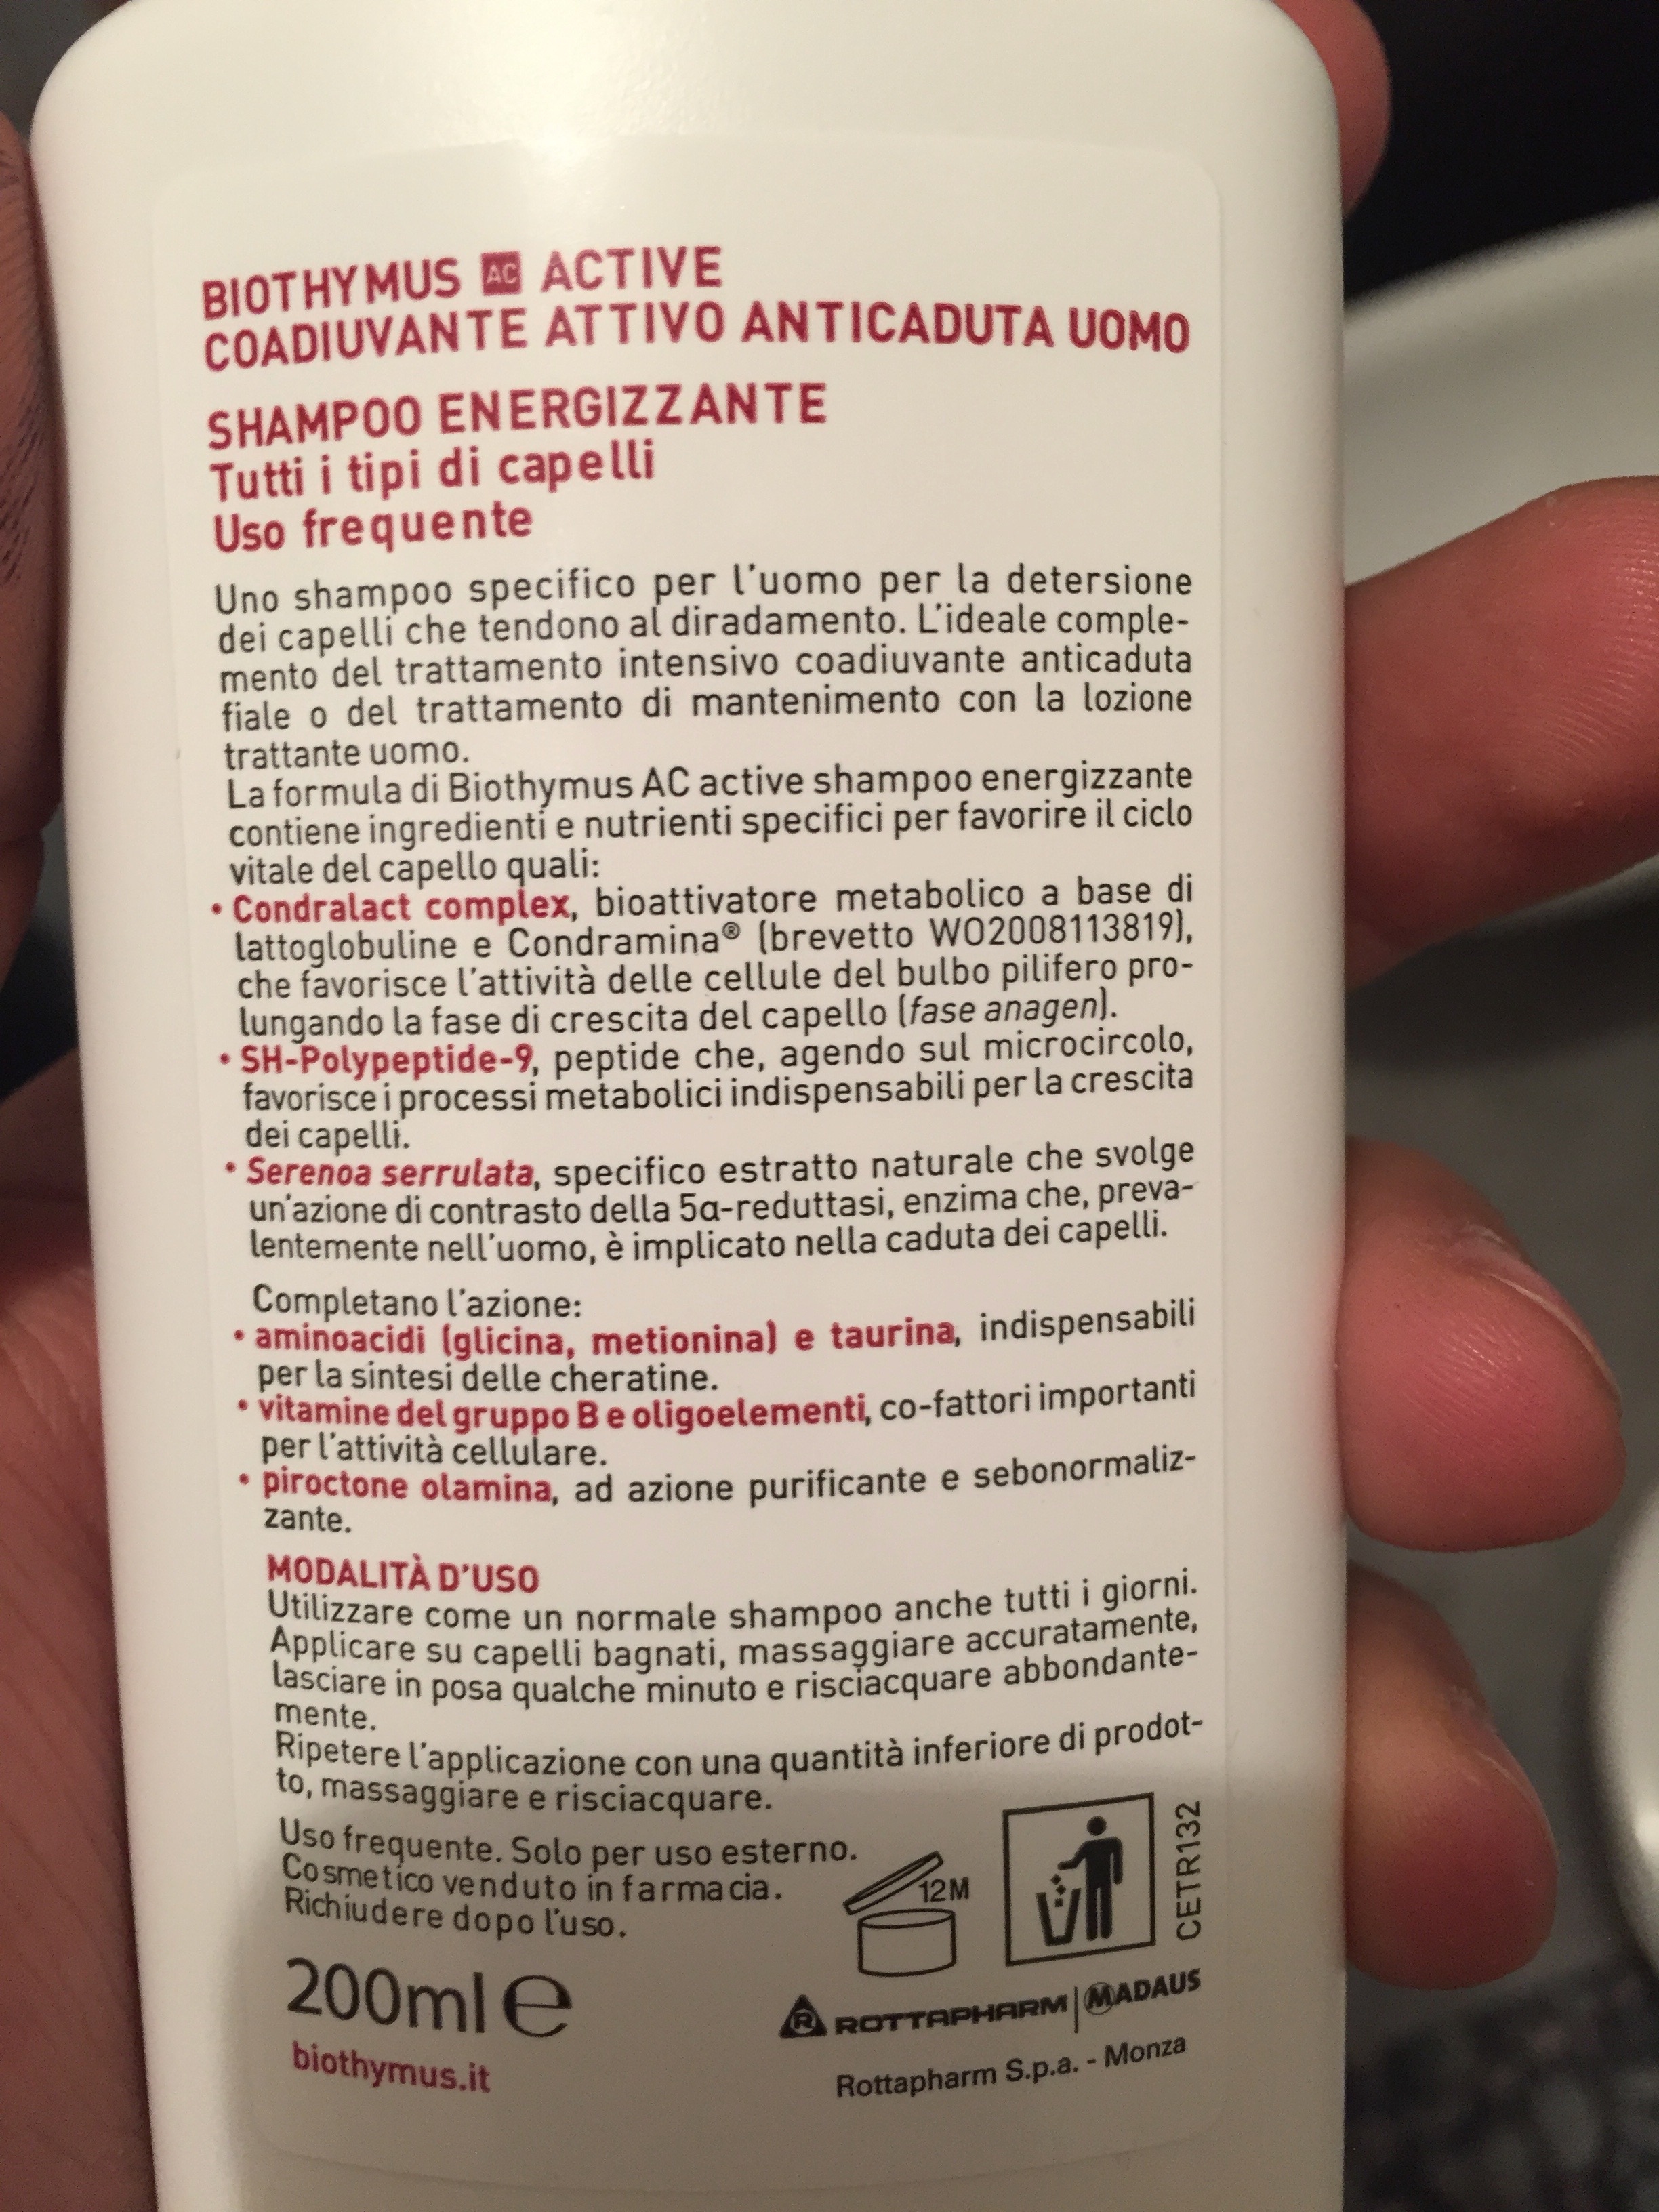 BIOTHYMUS AC ACTIVE
COADIUVANTE ATTIVO ANTICADUTA UOMO
SHAMPOO ENERGIZZANTE
Tutti i tipi di capelli
Uso frequente
Uno shampoo specifico per l'uomo per la detersione
dei capelli che tendono al diradamento. L'ideale comple-
mento del trattamento intensivo coadiuvante anticaduta
fiale o del trattamento di mantenimento con la lozione
trattante uomo.
La formula di Biothymus AC active shampoo energizzante
contiene ingredienti e nutrienti specifici per favorire il ciclo
vitale del capello quali:
• Condralact complex, bioattivatore metabolico a base di
lattoglobuline e Condramina® (brevetto WO2008113819),
che favorisce l'attività delle cellule del bulbo pilifero pro-
lungando la fase di crescita del capello (fase anagen).
• SH-Polypeptide-9, peptide che, agendo sul microcircolo,
favorisce i processi metabolici indispensabili per la crescita
dei capelli.
• Serenoa serrulata, specifico estratto naturale che svolge
un'azione di contrasto della 5α-reduttasi, enzima che, preva-
lentemente nell'uomo, è implicato nella caduta dei capelli.
Completano l'azione:
• aminoacidi (glicina, metionina) e taurina, indispensabili
per la sintesi delle cheratine.
• vitamine del gruppo B e oligoelementi, co-fattori importanti
per l'attività cellulare.
• piroctone olamina, ad azione purificante e sebonormaliz-
zante.
MODALITÀ D'USO
Utilizzare come un normale shampoo anche tutti i giorni.
Applicare su capelli bagnati, massaggiare accuratamente,
lasciare in posa qualche minuto e risciacquare abbondante-
mente.
Ripetere l'applicazione con una quantità inferiore di prodot-
to, massaggiare e risciacquare.
Uso frequente. Solo per uso esterno.
Cosmetico venduto in farmacia.
Richiudere dopo l'uso.
12M
CETR132
200ml e
biothymus.it
R ROTTAPHARM | MADAUS
Rottapharm S.p.a. - Monza